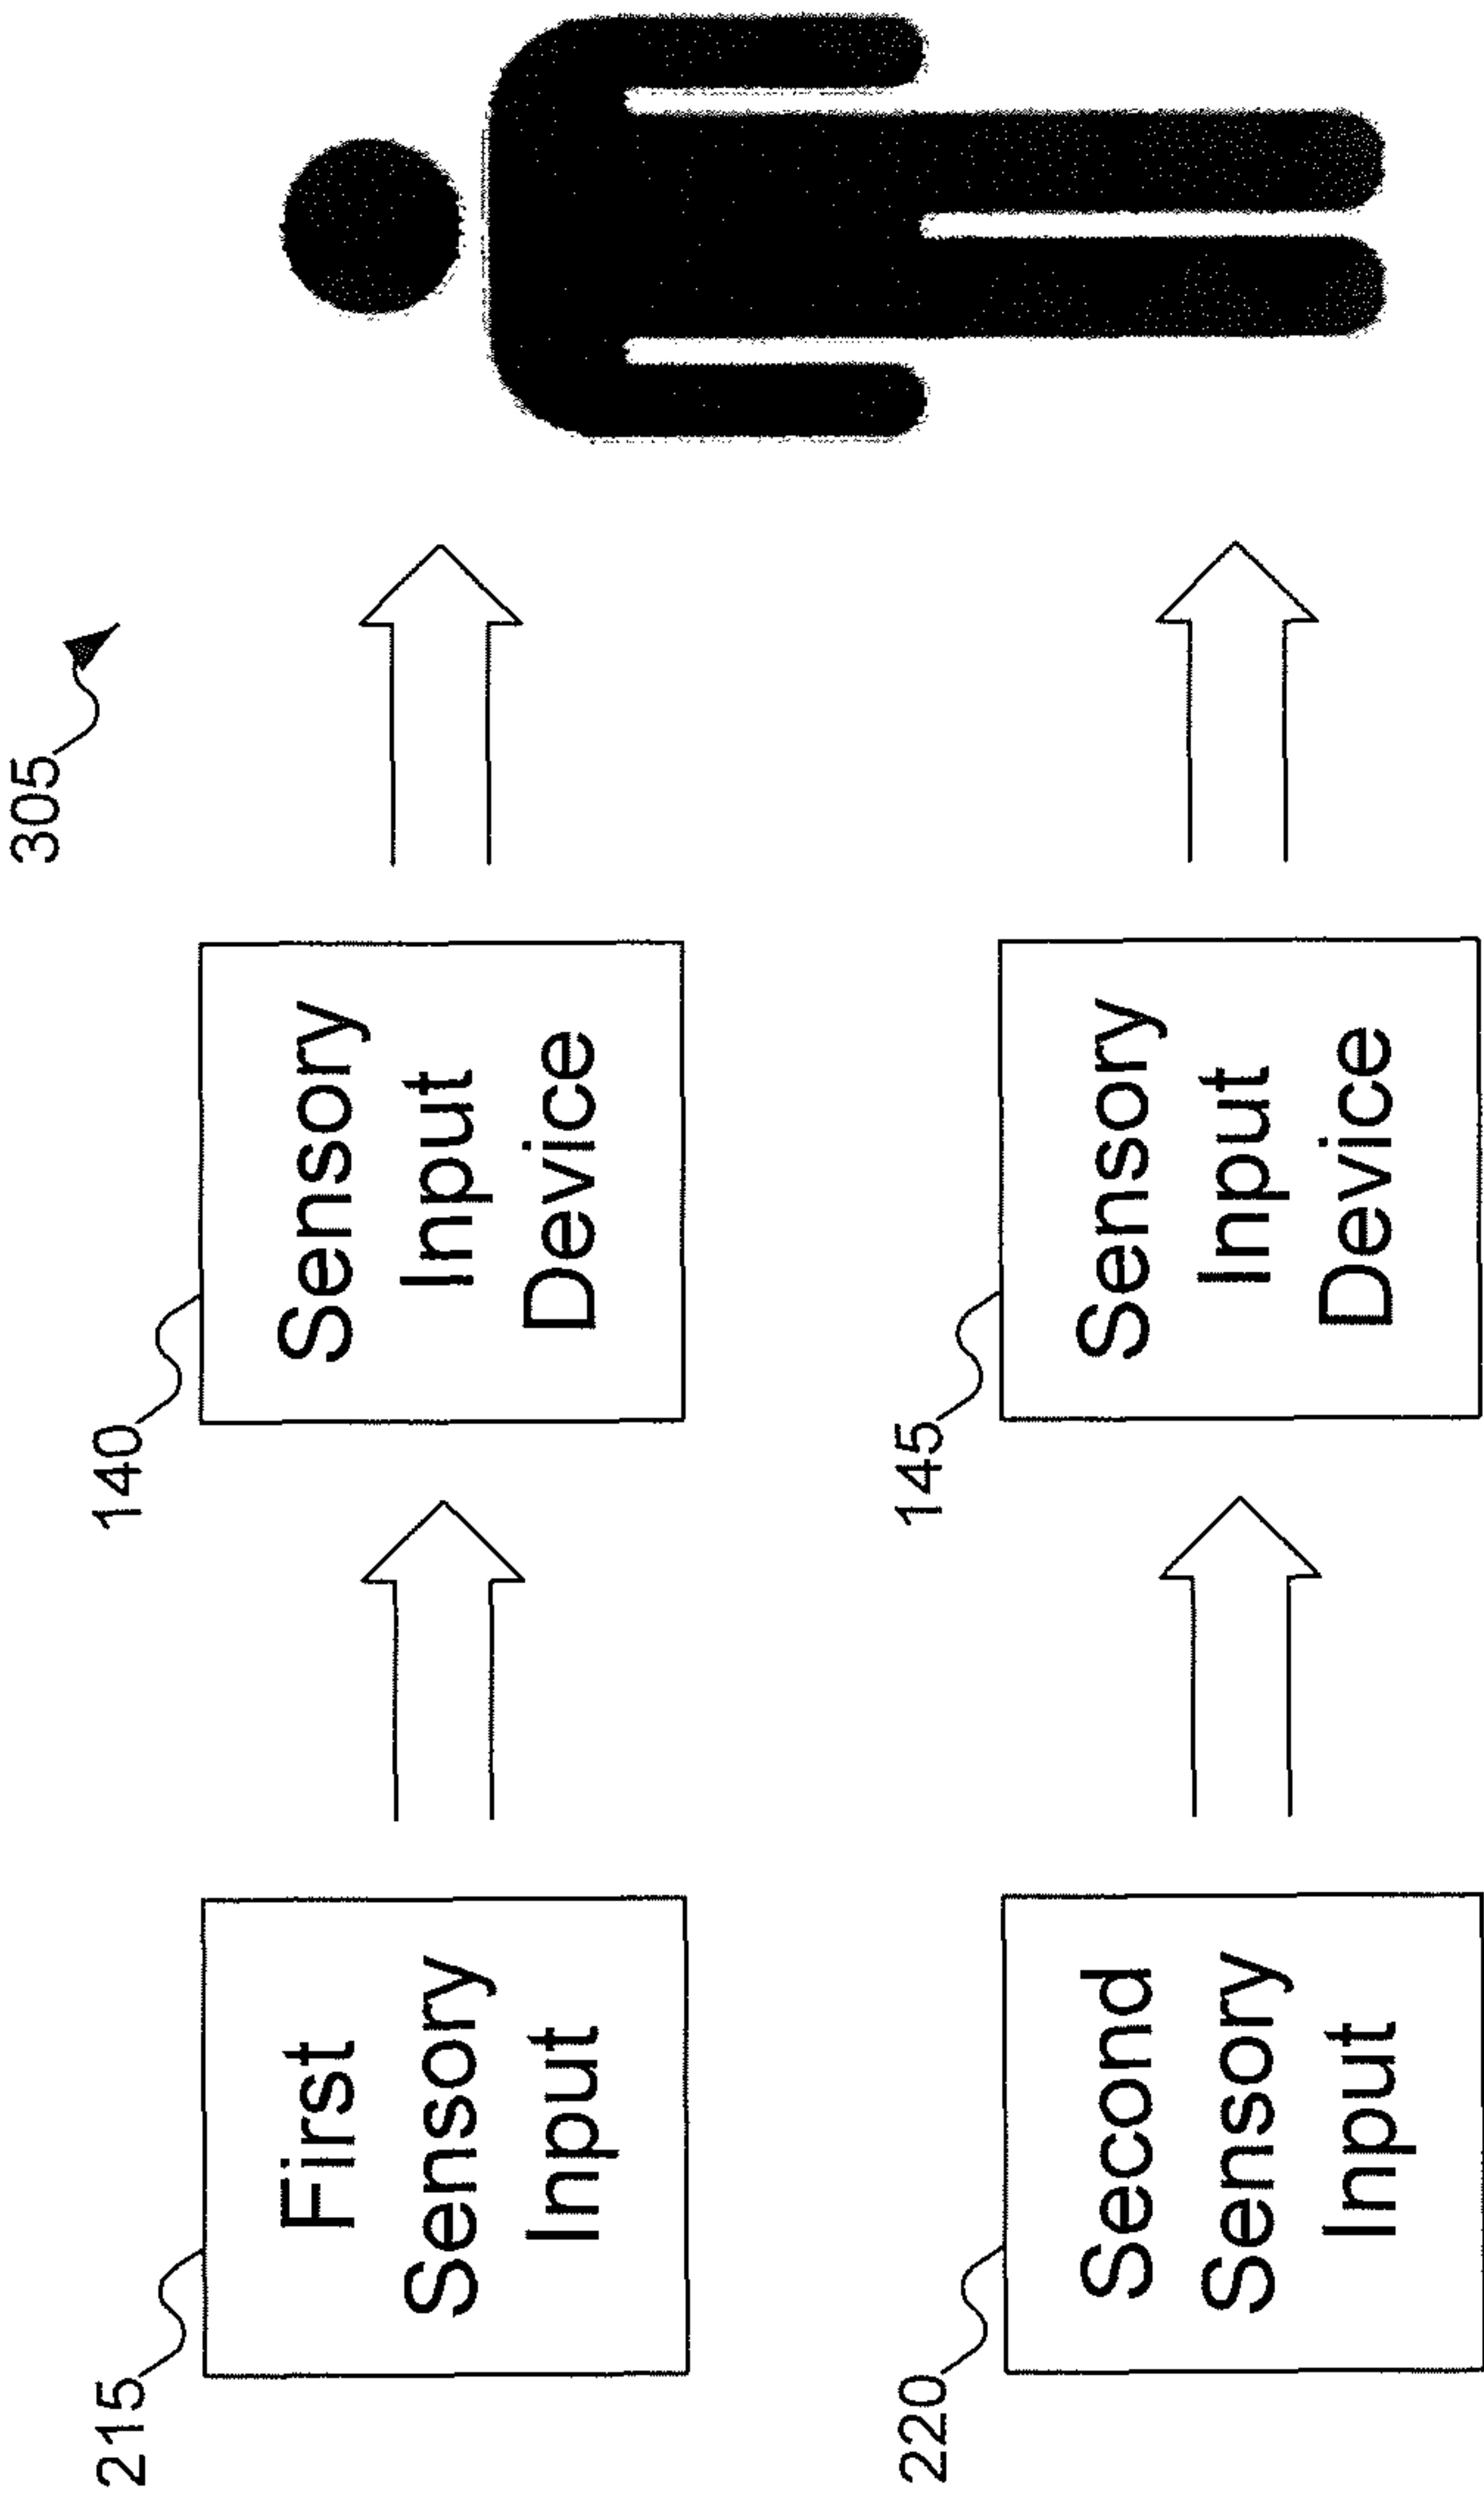 305
215
First
Sensory
Input
140
Sensory
Input
Device
220
Second
Sensory
Input
145
Sensory
Input
Device